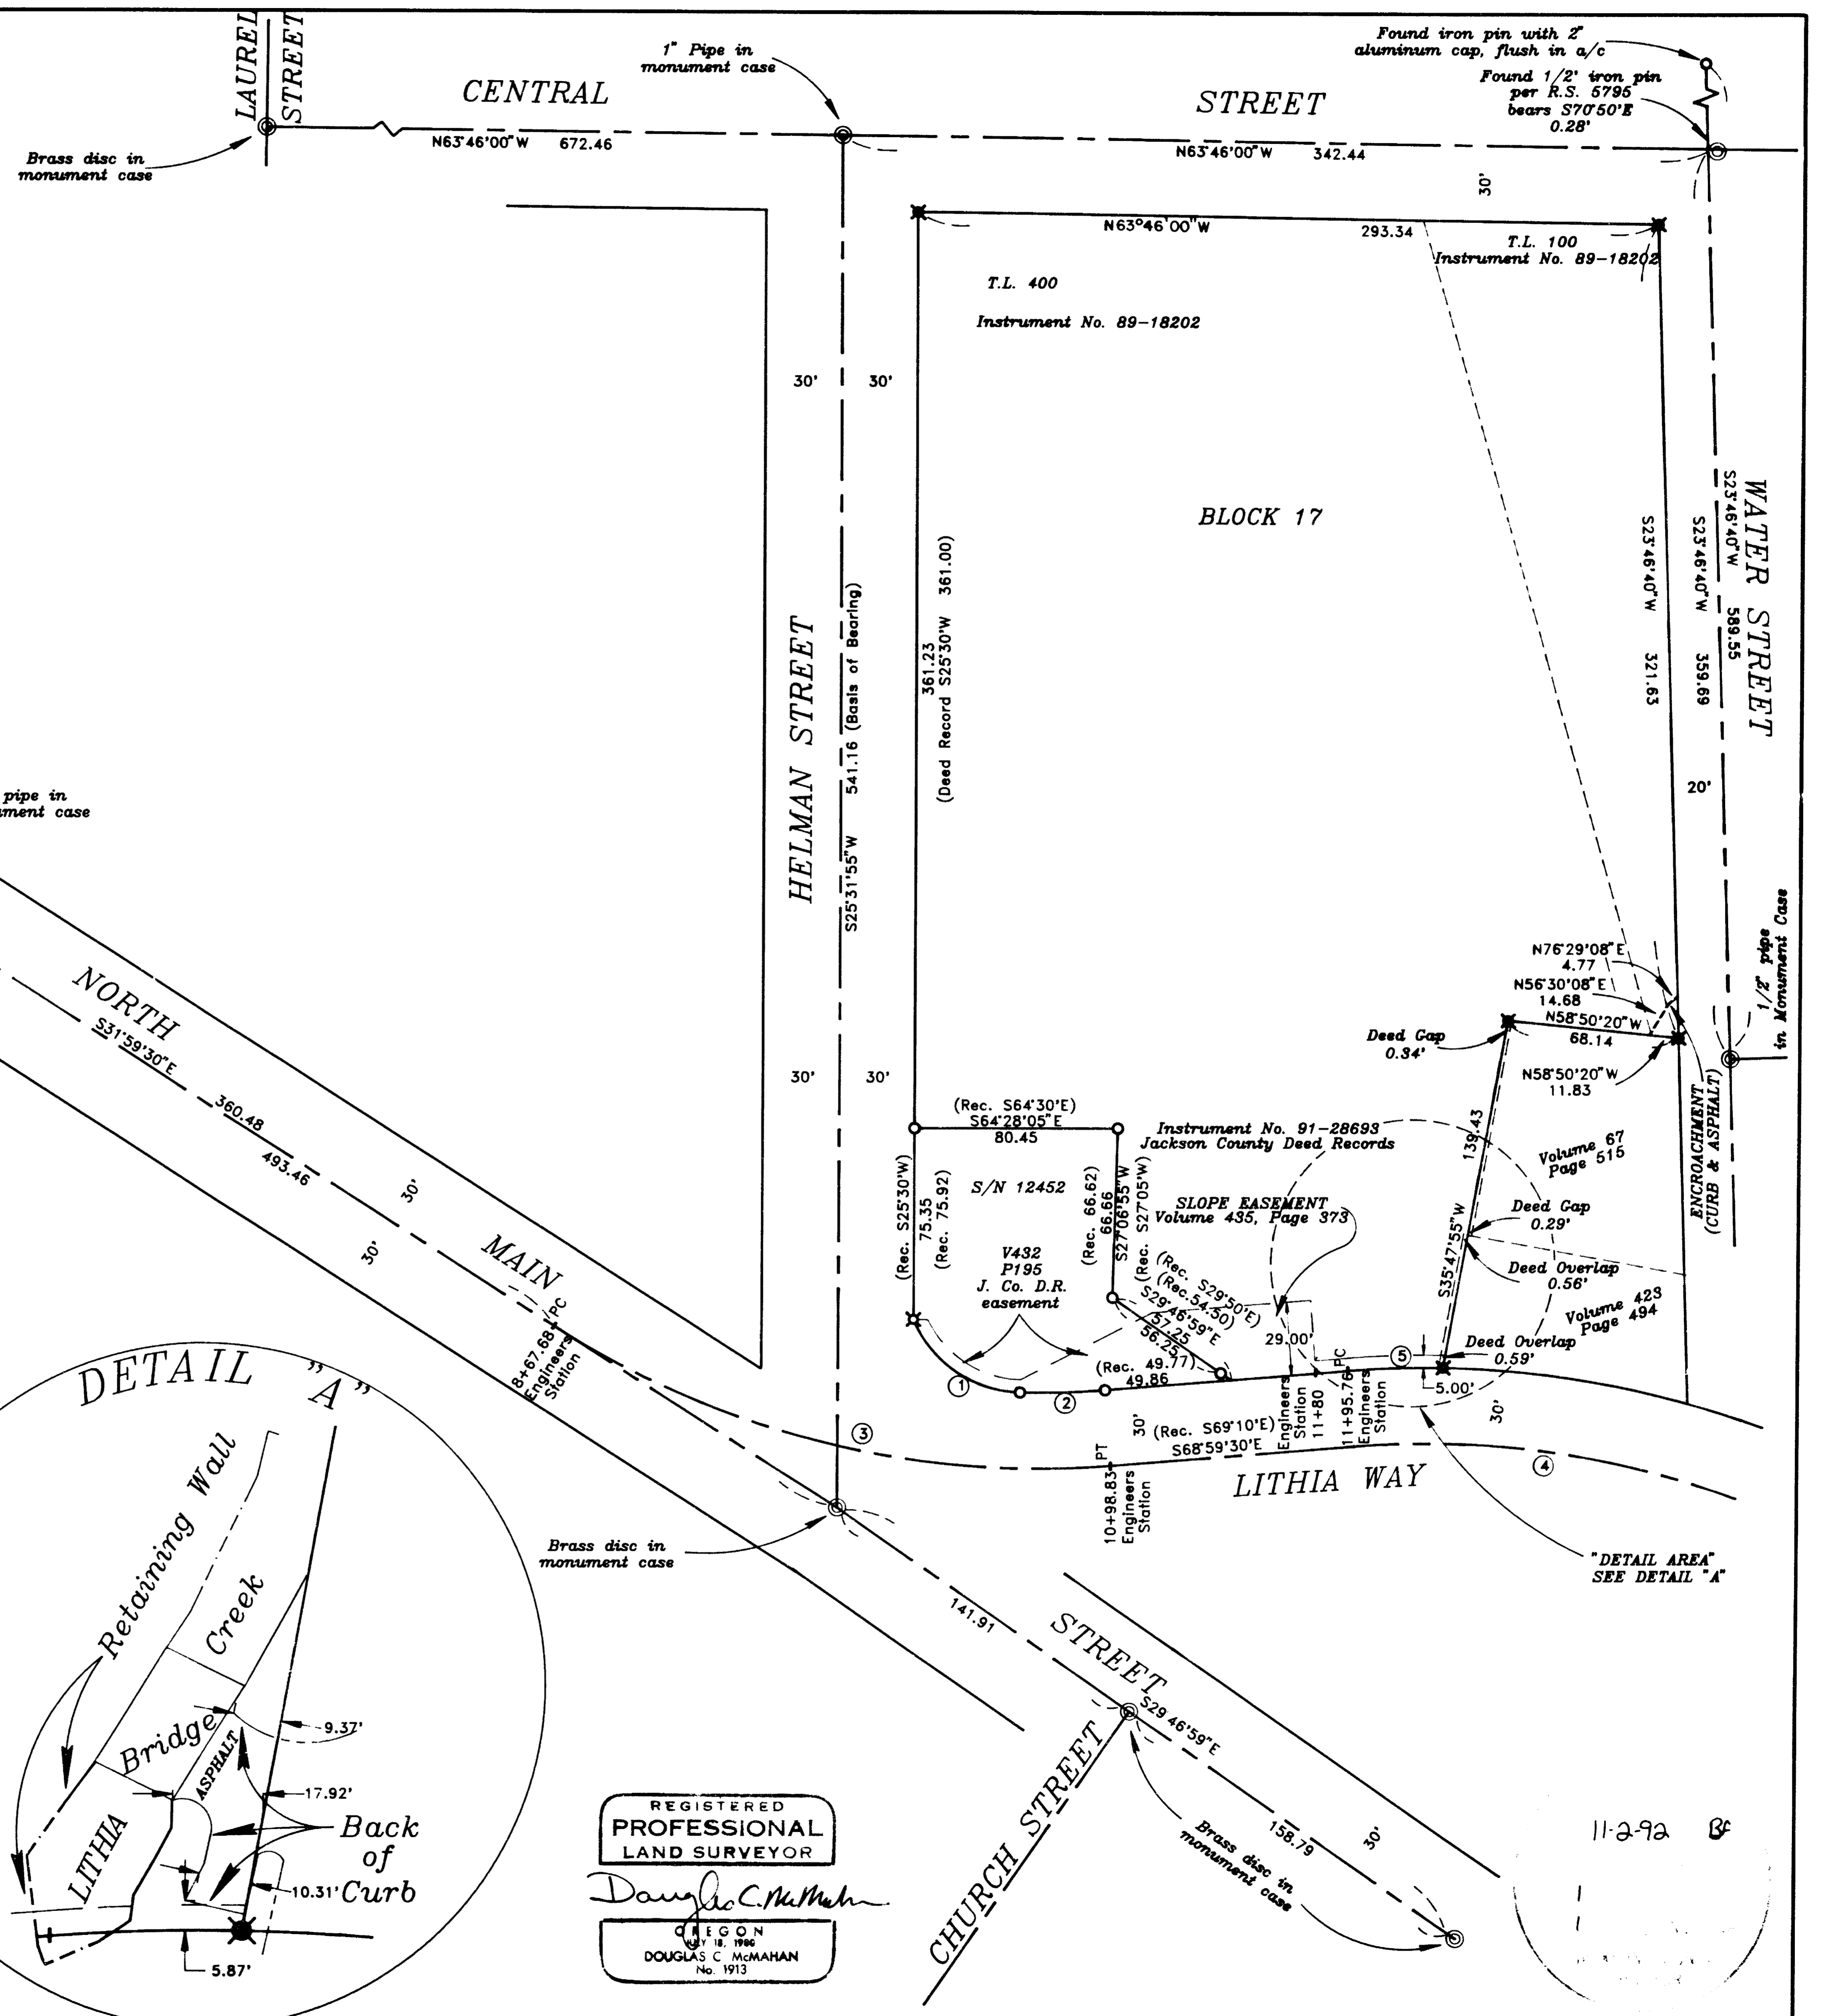 LAUREL
STREET
Brass disc in
monument case
CENTRAL
STREET
1" Pipe in
monument case
N63°46'00"W 672.46
N63°46'00"W 342.44
Found iron pin with 2"
aluminum cap, flush in a/c
Found 1/2' iron pin
per R.S. 5795
bears S70°50'E
0.28'
30'
N63°46'00"W
293.34
T.L. 100
Instrument No. 89-18202
T.L. 400
Instrument No. 89-18202
30'
30'
BLOCK 17
HELMAN STREET
S25°31'55"W 541.16 (Basis of Bearing)
361.23
(Deed Record S25°30'W 361.00)
S23°46'40"W 321.63
S23°46'40"W 359.69
S23°46'40"W 589.55
WATER STREET
20'
1/2" pipe
in Monument Case
pipe in
ument case
NORTH
S31°59'30"E
360.48
493.46
30'
30'
MAIN
8+67.68 PC
Engineers
Station
30'
30'
N76°29'08"E
4.77
N56°30'08"E
14.68
N58°50'20"W
68.14
Deed Gap
0.34'
N58°50'20"W
11.83
ENCROACHMENT
(CURB & ASPHALT)
(Rec. S64°30'E)
S64°28'05"E
80.45
Instrument No. 91-28693
Jackson County Deed Records
139.43
S35°47'55"W
Volume 67
Page 515
(Rec. S25°30'W)
75.35
(Rec. 75.92)
S/N 12452
(Rec. 66.62)
66.66
S27°06'55"W
(Rec. S27°05'W)
SLOPE EASEMENT
Volume 435, Page 373
Deed Gap
0.29'
V432
P195
J. Co. D.R.
easement
(Rec. S29°50'E)
(Rec.54.50)
S29°46'59"E
57.25
56.25
Deed Overlap
0.56'
Volume 423
Page 494
29.00'
Deed Overlap
0.59'
(Rec. 49.77)
49.86
1
2
5
5.00'
PC
11+95.76
Engineers
Station
Engineers
Station
11+80
30'
30'
(Rec. S69°10'E)
S68°59'30"E
3
4
10+98.83 PT
Engineers
Station
LITHIA WAY
Brass disc in
monument case
"DETAIL AREA"
SEE DETAIL "A"
141.91
STREET
S29°46'59"E
158.79
30'
CHURCH STREET
Brass disc in
monument case
DETAIL "A"
Retaining Wall
Creek
Bridge
ASPHALT
LITHIA
9.37'
17.92'
Back
of
Curb
10.31'
5.87'
REGISTERED
PROFESSIONAL
LAND SURVEYOR
Douglas C. McMahan
OREGON
JULY 18, 1980
DOUGLAS C McMAHAN
No. 1913
11-2-92